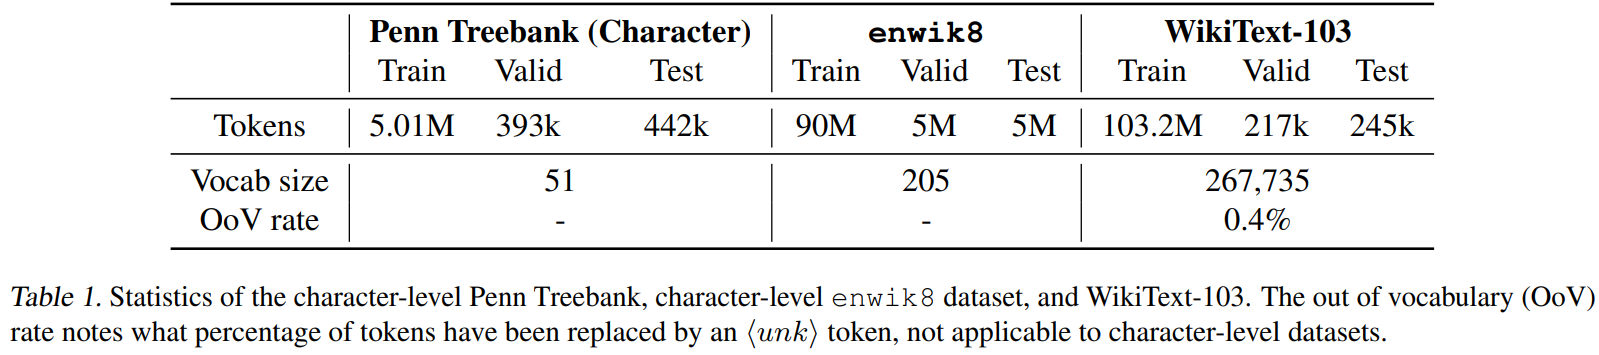 Penn Treebank (Character) enwik8 WikiText-103
Train Valid Test Train Valid Test Train Valid Test
Tokens 5.01M 393k 442k 90M 5M 5M 103.2M 217k 245k
Vocab size 51 205 267,735
OoV rate - - 0.4%
Table 1. Statistics of the character-level Penn Treebank, character-level enwik8 dataset, and WikiText-103. The out of vocabulary (OoV)
rate notes what percentage of tokens have been replaced by an ⟨unk⟩ token, not applicable to character-level datasets.